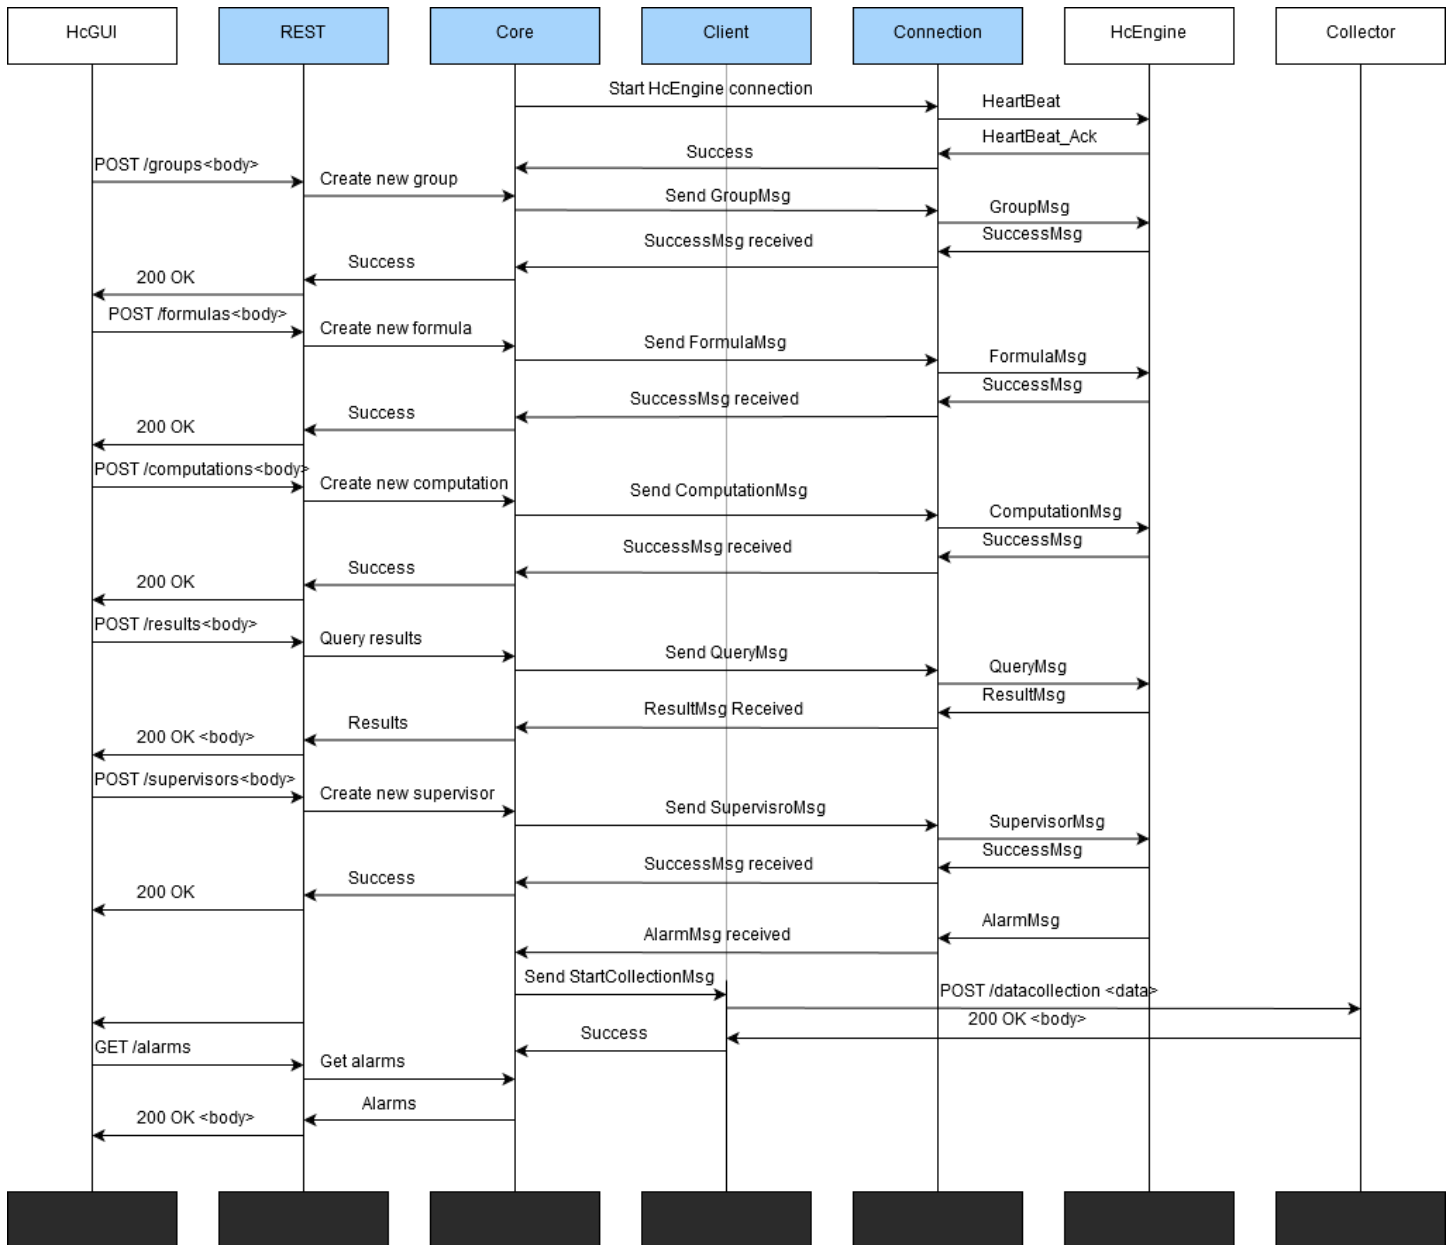 HcGUI
REST
Core
Client
Connection
HcEngine
Collector
Start HcEngine connection
HeartBeat
HeartBeat_Ack
Success
POST /groups<body>
Create new group
Send GroupMsg
GroupMsg
SuccessMsg
SuccessMsg received
Success
200 OK
POST /formulas<body>
Create new formula
Send FormulaMsg
FormulaMsg
SuccessMsg
SuccessMsg received
Success
200 OK
POST /computations<body>
Create new computation
Send ComputationMsg
ComputationMsg
SuccessMsg
SuccessMsg received
Success
200 OK
POST /results<body>
Query results
Send QueryMsg
QueryMsg
ResultMsg
ResultMsg Received
Results
200 OK <body>
POST /supervisors<body>
Create new supervisor
Send SupervisroMsg
SupervisorMsg
SuccessMsg
SuccessMsg received
Success
200 OK
AlarmMsg
AlarmMsg received
Send StartCollectionMsg
POST /datacollection <data>
200 OK <body>
Success
GET /alarms
Get alarms
Alarms
200 OK <body>